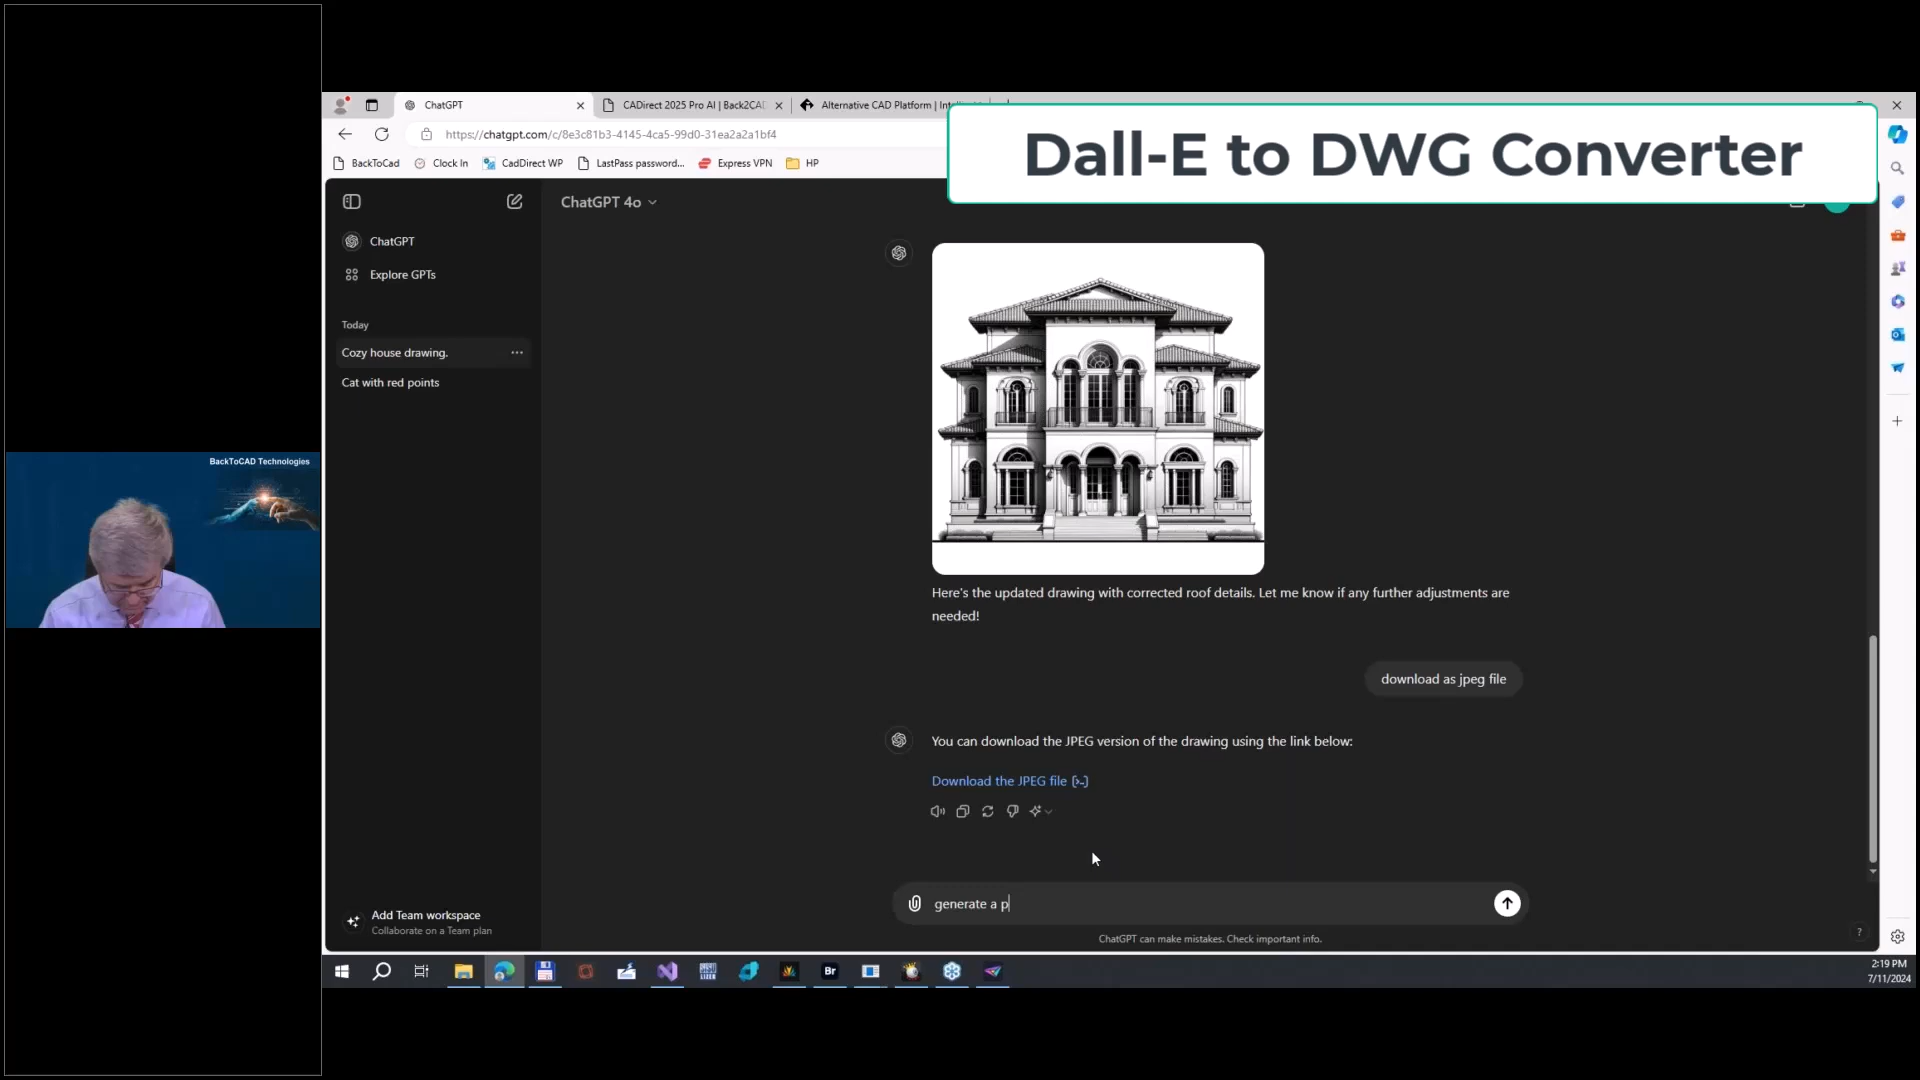 BackToCAD Technologies
ChatGPT
CADirect 2025 Pro AI | Back2CAD
Alternative CAD Platform |
https://chatgpt.com/c/8e3c81b3-4145-4ca5-99d0-31ea2a2a1bf4
BackToCad
Clock In
CadDirect WP
LastPass password...
Express VPN
HP
Dall-E to DWG Converter
ChatGPT 4o
ChatGPT
Explore GPTs
Today
Cozy house drawing.
Cat with red points
Here's the updated drawing with corrected roof details. Let me know if any further adjustments are
needed!
download as jpeg file
You can download the JPEG version of the drawing using the link below:
Download the JPEG file [>_]
generate a p
ChatGPT can make mistakes. Check important info.
?
Add Team workspace
Collaborate on a Team plan
Br
2:19 PM
7/11/2024